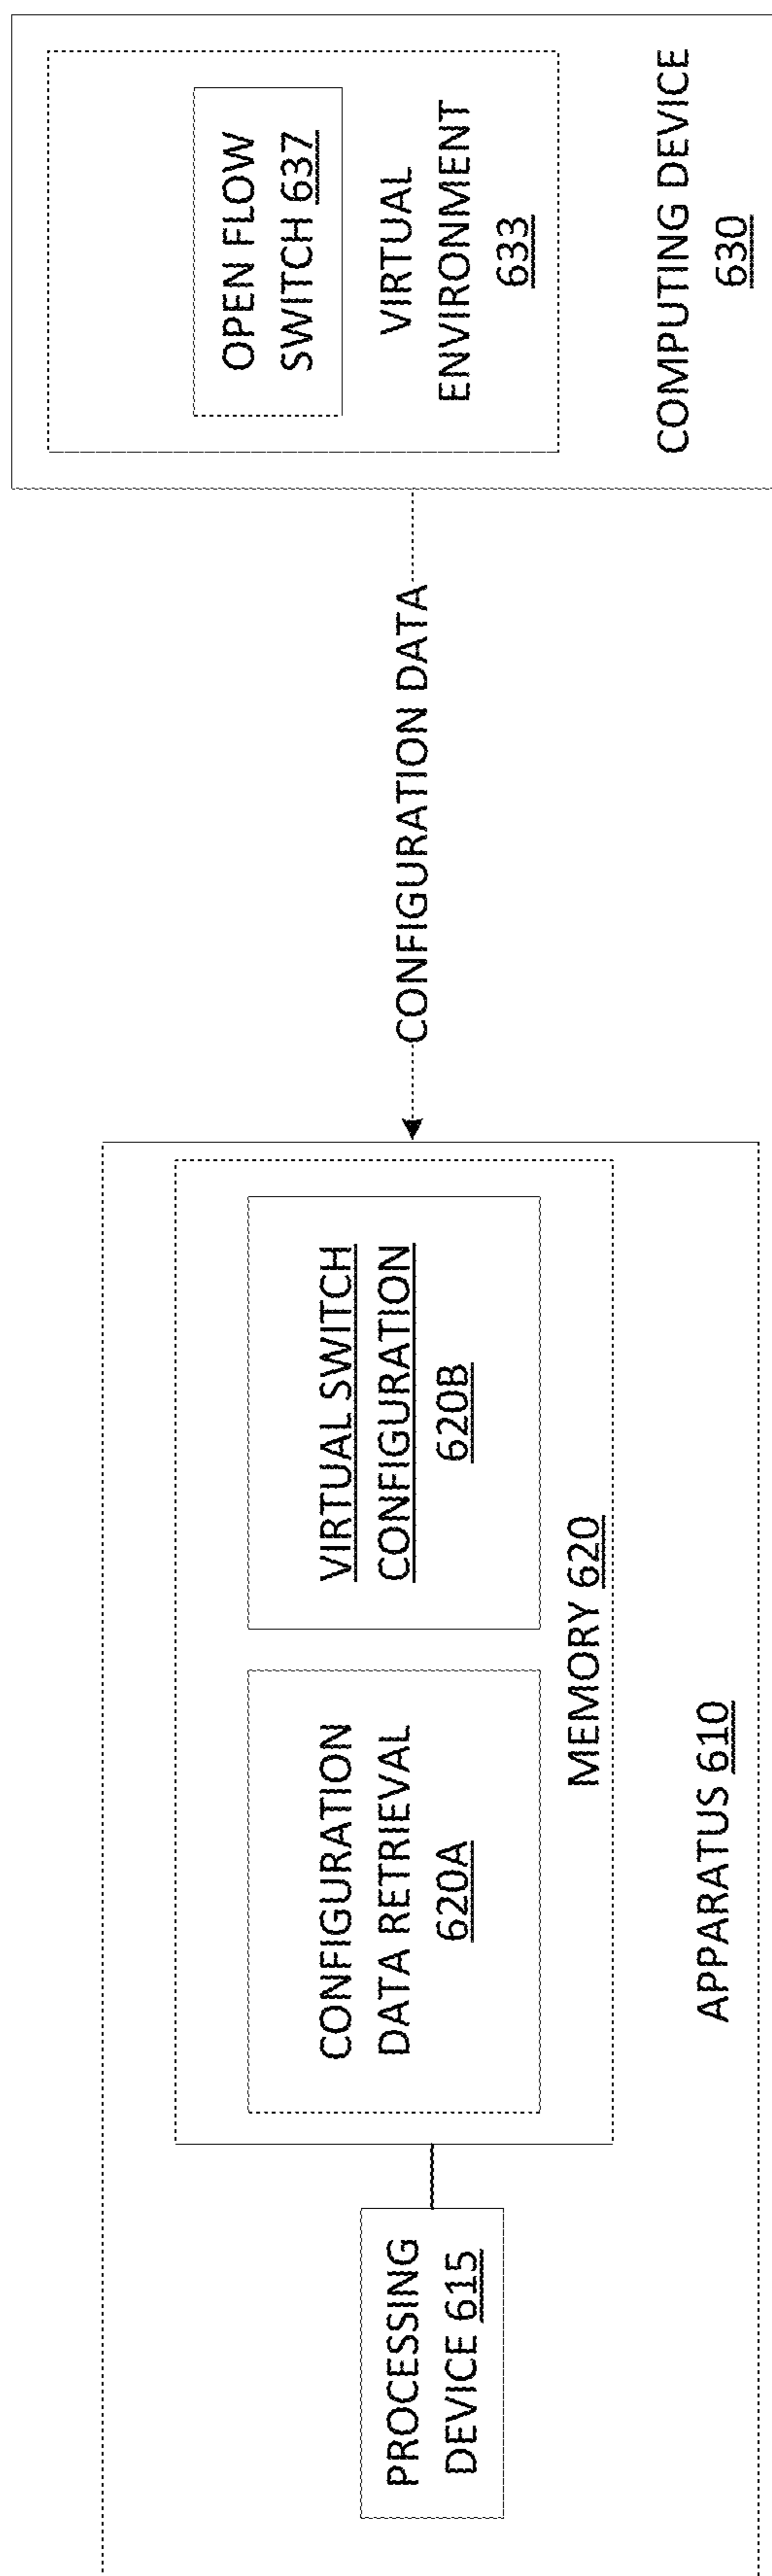 PROCESSING
DEVICE 615
CONFIGURATION
DATA RETRIEVAL
620A
VIRTUAL SWITCH
CONFIGURATION
620B
MEMORY 620
APPARATUS 610
CONFIGURATION DATA
OPEN FLOW
SWITCH 637
VIRTUAL
ENVIRONMENT
633
COMPUTING DEVICE
630